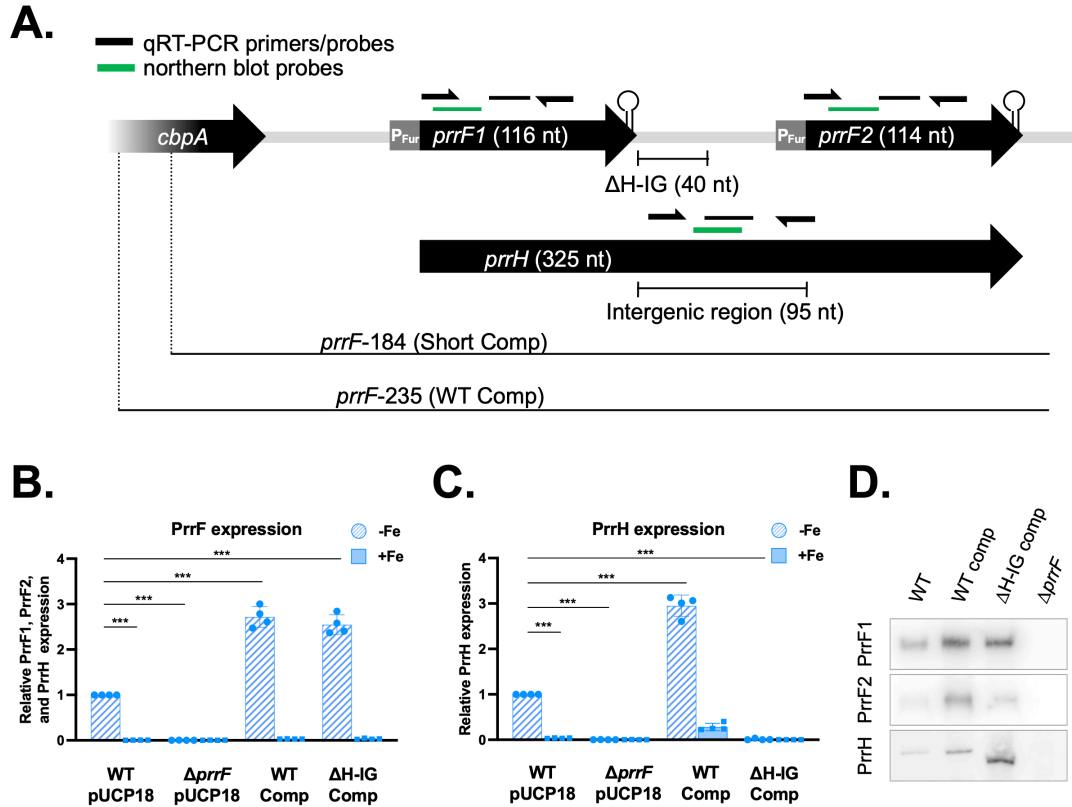 A.
qRT-PCR primers/probes
northern blot probes
cbpA
PFur
prrF1 (116 nt)
PFur
prrF2 (114 nt)
ΔH-IG (40 nt)
prrH (325 nt)
Intergenic region (95 nt)
prrF-184 (Short Comp)
prrF-235 (WT Comp)
B.
PrrF expression
-Fe
+Fe
Relative PrrF1, PrrF2,
and PrrH expression
4
3
2
1
0
***
***
***
***
WT
pUCP18
ΔprrF
pUCP18
WT
Comp
ΔH-IG
Comp
C.
PrrH expression
-Fe
+Fe
Relative PrrH expression
4
3
2
1
0
***
***
***
***
WT
pUCP18
ΔprrF
pUCP18
WT
Comp
ΔH-IG
Comp
D.
WT
WT comp
ΔH-IG comp
ΔprrF
PrrF1
PrrF2
PrrH